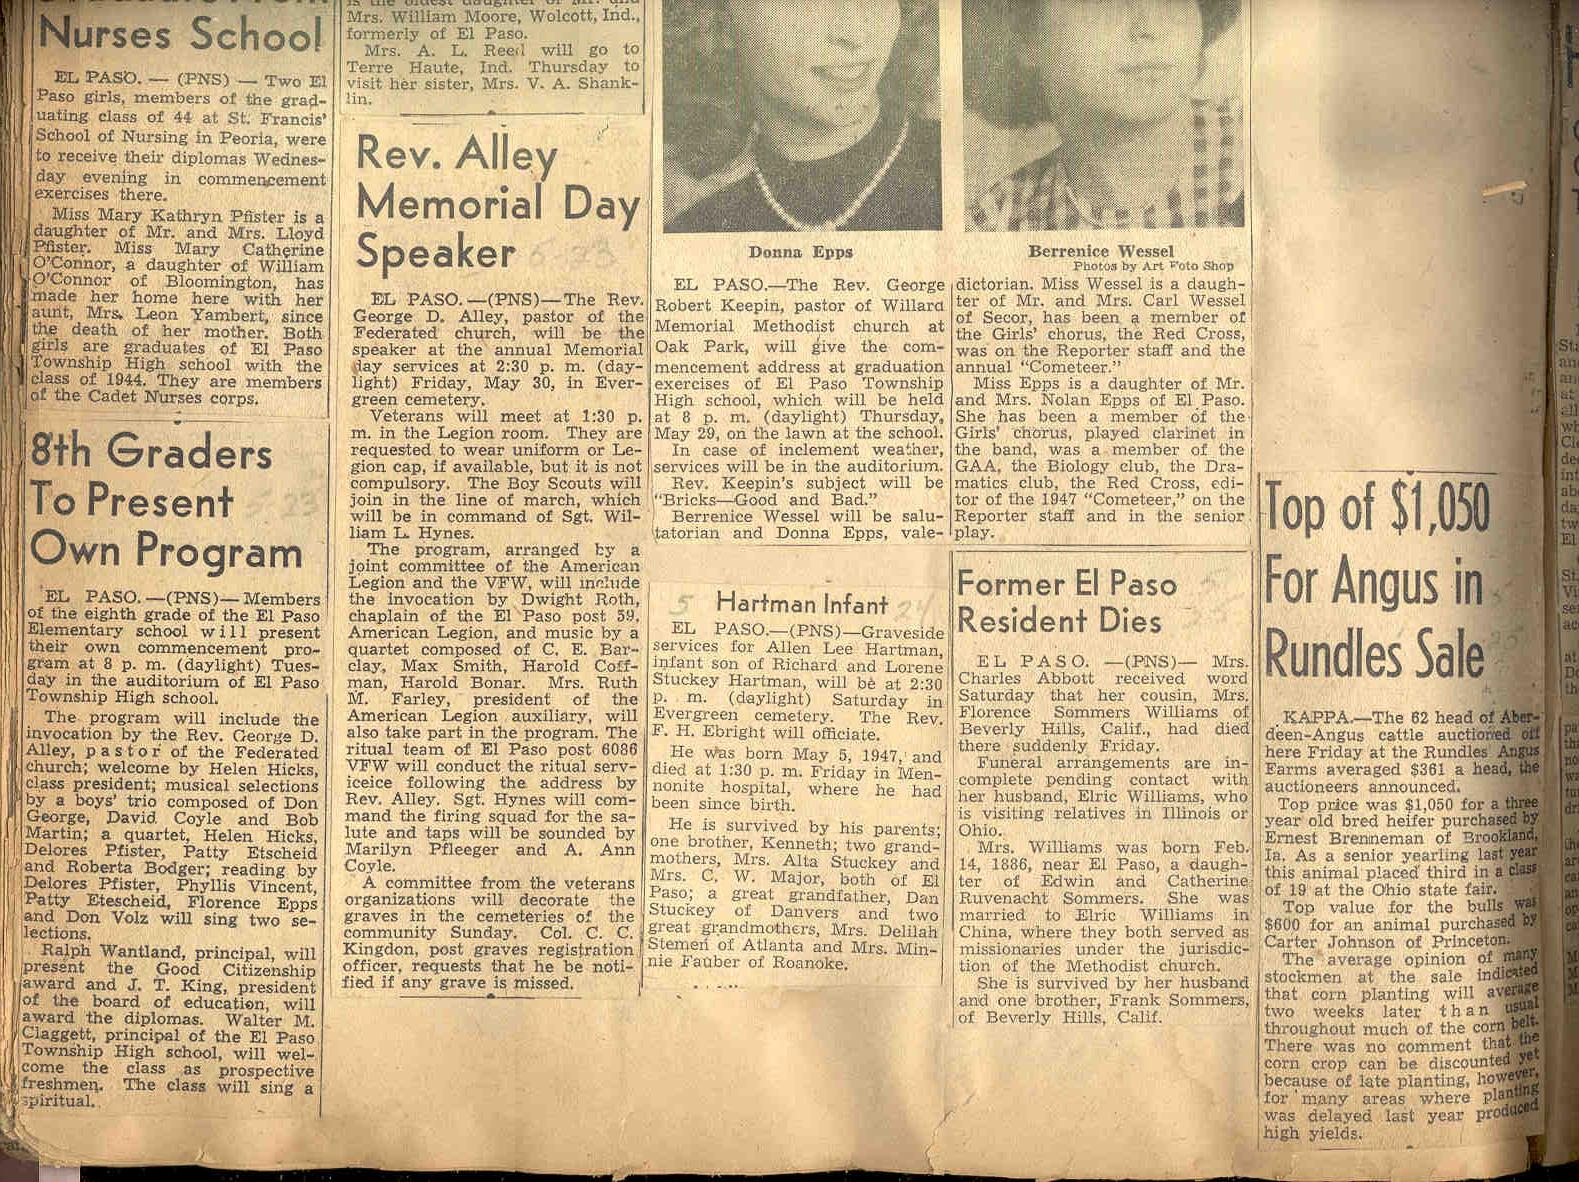 Nurses School
EL PASO. — (PNS) — Two El
Paso girls, members of the grad-
uating class of 44 at St. Francis'
School of Nursing in Peoria, were
to receive their diplomas Wednes-
day evening in commencement
exercises there.
Miss Mary Kathryn Pfister is a
daughter of Mr. and Mrs. Lloyd
Pfister. Miss Mary Catherine
O'Connor, a daughter of William
O'Connor of Bloomington, has
made her home here with her
aunt, Mrs. Leon Yambert, since
the death of her mother. Both
girls are graduates of El Paso
Township High school with the
class of 1944. They are members
of the Cadet Nurses corps.
8th Graders
To Present
Own Program
5-23
EL PASO. —(PNS)— Members
of the eighth grade of the El Paso
Elementary school will present
their own commencement pro-
gram at 8 p. m. (daylight) Tues-
day in the auditorium of El Paso
Township High school.
The program will include the
invocation by the Rev. George D.
Alley, pastor of the Federated
church; welcome by Helen Hicks,
class president; musical selections
by a boys' trio composed of Don
George, David Coyle and Bob
Martin; a quartet, Helen Hicks,
Delores Pfister, Patty Etscheid
and Roberta Bodger; reading by
Delores Pfister, Phyllis Vincent,
Patty Etescheid, Florence Epps
and Don Volz will sing two se-
lections.
Ralph Wantland, principal, will
present the Good Citizenship
award and J. T. King, president
of the board of education, will
award the diplomas. Walter M.
Claggett, principal of the El Paso
Township High school, will wel-
come the class as prospective
freshmen. The class will sing a
spiritual.
is the oldest daughter of Mr. and
Mrs. William Moore, Wolcott, Ind.,
formerly of El Paso.
Mrs. A. L. Reed will go to
Terre Haute, Ind. Thursday to
visit her sister, Mrs. V. A. Shank-
lin.
Rev. Alley
Memorial Day
Speaker
EL PASO. —(PNS)—The Rev.
George D. Alley, pastor of the
Federated church, will be the
speaker at the annual Memorial
day services at 2:30 p. m. (day-
light) Friday, May 30, in Ever-
green cemetery.
Veterans will meet at 1:30 p.
m. in the Legion room. They are
requested to wear uniform or Le-
gion cap, if available, but it is not
compulsory. The Boy Scouts will
join in the line of march, which
will be in command of Sgt. Wil-
liam L. Hynes.
The program, arranged by a
joint committee of the American
Legion and the VFW, will include
the invocation by Dwight Roth,
chaplain of the El Paso post 59,
American Legion, and music by a
quartet composed of C. E. Bar-
clay, Max Smith, Harold Coff-
man, Harold Bonar. Mrs. Ruth
M. Farley, president of the
American Legion auxiliary, will
also take part in the program. The
ritual team of El Paso post 6086
VFW will conduct the ritual serv-
iceice following the address by
Rev. Alley. Sgt. Hynes will com-
mand the firing squad for the sa-
lute and taps will be sounded by
Marilyn Pfleeger and A. Ann
Coyle.
A committee from the veterans
organizations will decorate the
graves in the cemeteries of the
community Sunday. Col. C. C.
Kingdon, post graves registration
officer, requests that he be noti-
fied if any grave is missed.
Donna Epps
Berrenice Wessel
Photos by Art Foto Shop
EL PASO.—The Rev. George
Robert Keepin, pastor of Willard
Memorial Methodist church at
Oak Park, will give the com-
mencement address at graduation
exercises of El Paso Township
High school, which will be held
at 8 p. m. (daylight) Thursday,
May 29, on the lawn at the school.
In case of inclement weather,
services will be in the auditorium.
Rev. Keepin's subject will be
"Bricks—Good and Bad."
Berrenice Wessel will be salu-
tatorian and Donna Epps, vale-
dictorian. Miss Wessel is a daugh-
ter of Mr. and Mrs. Carl Wessel
of Secor, has been a member of
the Girls' chorus, the Red Cross,
was on the Reporter staff and the
annual "Cometeer."
Miss Epps is a daughter of Mr.
and Mrs. Nolan Epps of El Paso.
She has been a member of the
Girls' chorus, played clarinet in
the band, was a member of the
GAA, the Biology club, the Dra-
matics club, the Red Cross, edi-
tor of the 1947 "Cometeer," on the
Reporter staff and in the senior
play.
5 Hartman Infant 24
EL PASO.—(PNS)—Graveside
services for Allen Lee Hartman,
infant son of Richard and Lorene
Stuckey Hartman, will be at 2:30
p. m. (daylight) Saturday in
Evergreen cemetery. The Rev.
F. H. Ebright will officiate.
He was born May 5, 1947, and
died at 1:30 p. m. Friday in Men-
nonite hospital, where he had
been since birth.
He is survived by his parents;
one brother, Kenneth; two grand-
mothers, Mrs. Alta Stuckey and
Mrs. C. W. Major, both of El
Paso; a great grandfather, Dan
Stuckey of Danvers and two
great grandmothers, Mrs. Delilah
Stemen of Atlanta and Mrs. Min-
nie Fauber of Roanoke.
Former El Paso
Resident Dies
EL PASO. —(PNS)— Mrs.
Charles Abbott received word
Saturday that her cousin, Mrs.
Florence Sommers Williams of
Beverly Hills, Calif., had died
there suddenly Friday.
Funeral arrangements are in-
complete pending contact with
her husband, Elric Williams, who
is visiting relatives in Illinois or
Ohio.
Mrs. Williams was born Feb.
14, 1886, near El Paso, a daugh-
ter of Edwin and Catherine
Ruvenacht Sommers. She was
married to Elric Williams in
China, where they both served as
missionaries under the jurisdic-
tion of the Methodist church.
She is survived by her husband
and one brother, Frank Sommers,
of Beverly Hills, Calif.
Top of $1,050
For Angus in
Rundles Sale
KAPPA.—The 62 head of Aber-
deen-Angus cattle auctioned off
here Friday at the Rundles Angus
Farms averaged $361 a head, the
auctioneers announced.
Top price was $1,050 for a three
year old bred heifer purchased by
Ernest Brenneman of Brookland,
Ia. As a senior yearling last year
this animal placed third in a class
of 19 at the Ohio state fair.
Top value for the bulls was
$600 for an animal purchased by
Carter Johnson of Princeton.
The average opinion of many
stockmen at the sale indicated
that corn planting will average
two weeks later than usual
throughout much of the corn belt.
There was no comment that the
corn crop can be discounted yet
because of late planting, however,
for many areas where planting
was delayed last year produced
high yields.